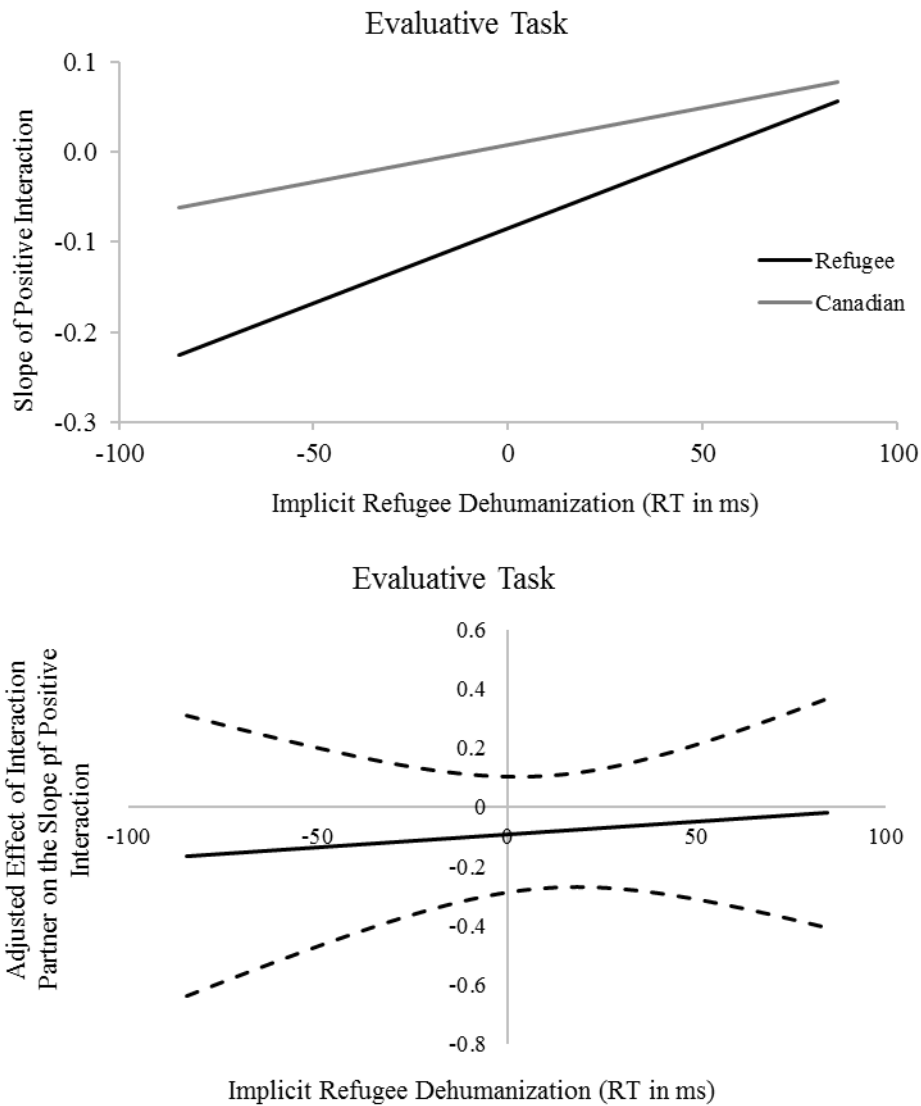 Evaluative Task
0.1
0.0
-0.1
-0.2
-0.3
Slope of Positive Interaction
Refugee
Canadian
-100
-50
0
50
100
Implicit Refugee Dehumanization (RT in ms)
Evaluative Task
Adjusted Effect of Interaction
Partner on the Slope pf Positive
Interaction
0.6
0.4
0.2
0
-100
-50
0
50
100
-0.2
-0.4
-0.6
-0.8
Implicit Refugee Dehumanization (RT in ms)